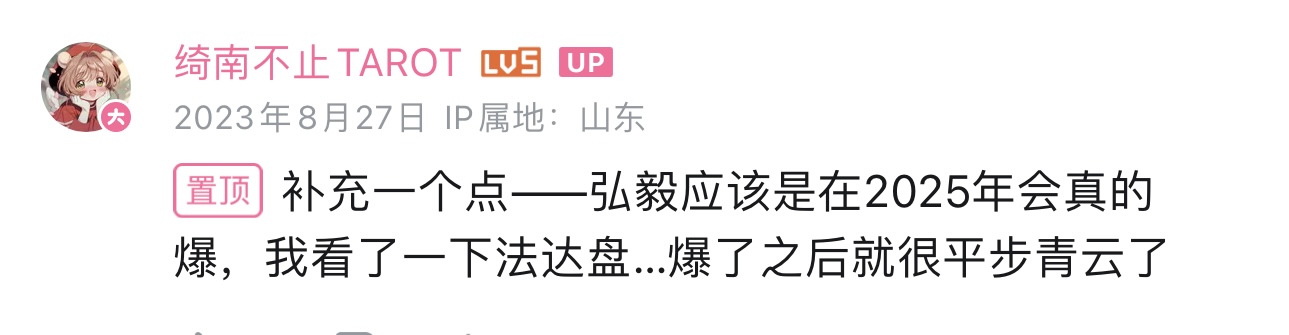 绮南不止TAROT LV5 UP
大
2023年8月27日 IP属地：山东
置顶 补充一个点——弘毅应该是在2025年会真的
爆，我看了一下法达盘...爆了之后就很平步青云了